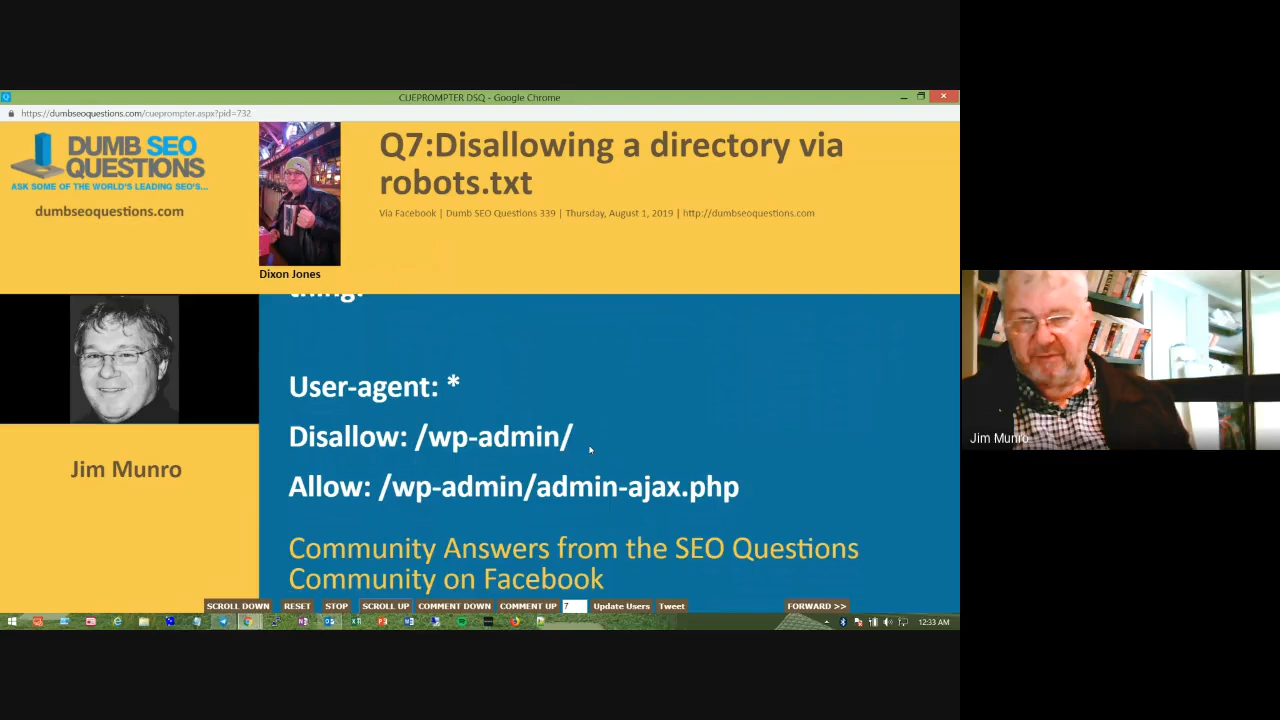 CUEPROMPTER DSQ - Google Chrome
https://dumbseoquestions.com/cueprompter.aspx?pid=732
DUMB SEO
QUESTIONS
ASK SOME OF THE WORLD'S LEADING SEO'S...
dumbseoquestions.com
Dixon Jones
Q7:Disallowing a directory via
robots.txt
Via Facebook | Dumb SEO Questions 339 | Thursday, August 1, 2019 | http://dumbseoquestions.com
Jim Munro
thing:
User-agent: *
Disallow: /wp-admin/
Allow: /wp-admin/admin-ajax.php
Community Answers from the SEO Questions
Community on Facebook
Jim Munro
SCROLL DOWN RESET STOP SCROLL UP COMMENT DOWN COMMENT UP 7 Update Users Tweet FORWARD >>
12:33 AM